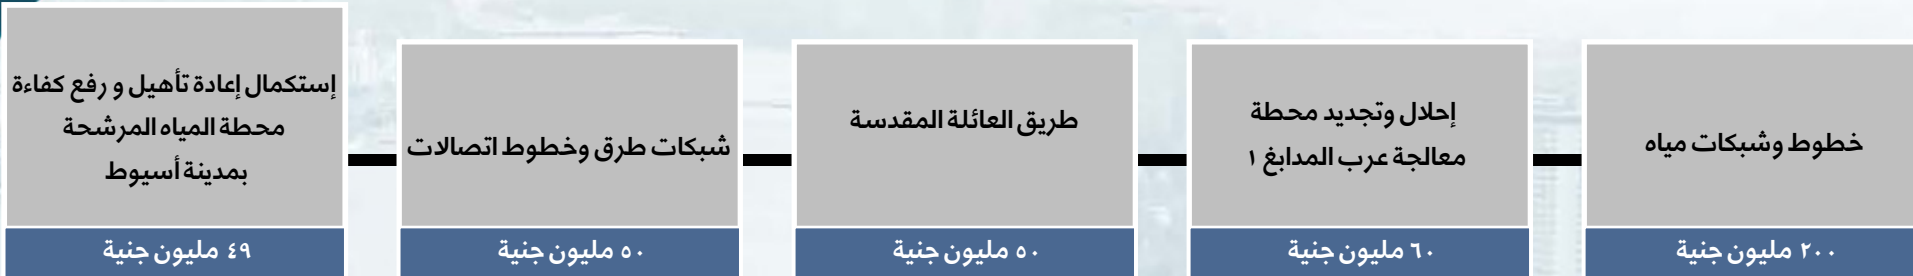 خطوط وشبكات مياه
٢٠٠ مليون جنية
إحلال وتجديد محطة
معالجة عرب المدابغ ١
٦٠ مليون جنية
طريق العائلة المقدسة
٥٠ مليون جنية
شبكات طرق وخطوط اتصالات
٥٠ مليون جنية
إستكمال إعادة تأهيل و رفع كفاءة
محطة المياه المرشحة
بمدينة أسيوط
٤٩ مليون جنية